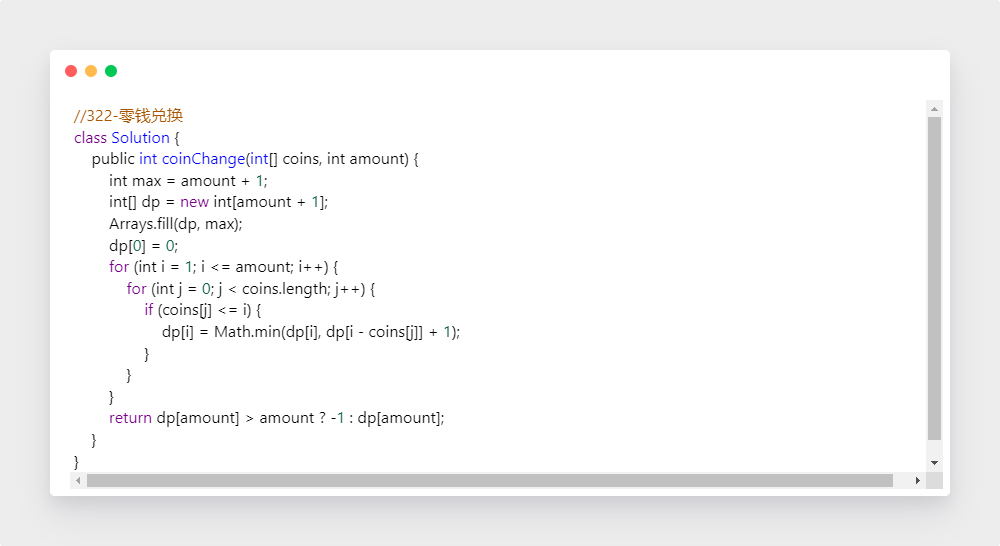 //322-零钱兑换
class Solution {
    public int coinChange(int[] coins, int amount) {
        int max = amount + 1;
        int[] dp = new int[amount + 1];
        Arrays.fill(dp, max);
        dp[0] = 0;
        for (int i = 1; i <= amount; i++) {
            for (int j = 0; j < coins.length; j++) {
                if (coins[j] <= i) {
                    dp[i] = Math.min(dp[i], dp[i - coins[j]] + 1);
                }
            }
        }
        return dp[amount] > amount ? -1 : dp[amount];
    }
}